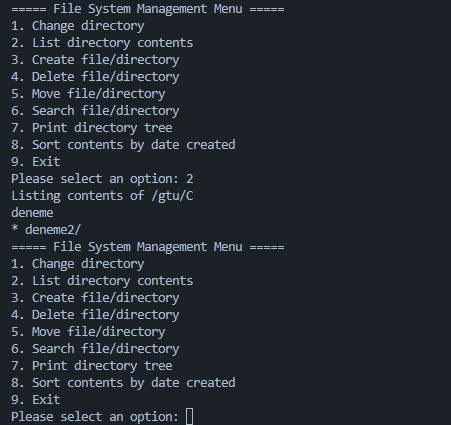 ===== File System Management Menu =====
1. Change directory
2. List directory contents
3. Create file/directory
4. Delete file/directory
5. Move file/directory
6. Search file/directory
7. Print directory tree
8. Sort contents by date created
9. Exit
Please select an option: 2
Listing contents of /gtu/C
deneme
* deneme2/
===== File System Management Menu =====
1. Change directory
2. List directory contents
3. Create file/directory
4. Delete file/directory
5. Move file/directory
6. Search file/directory
7. Print directory tree
8. Sort contents by date created
9. Exit
Please select an option: